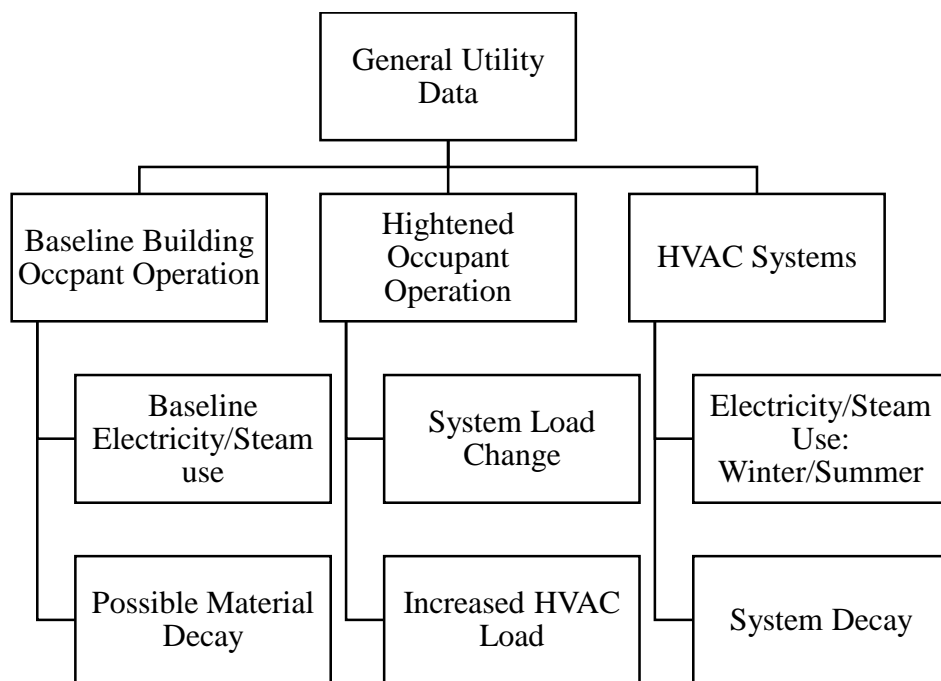 General Utility
Data
Baseline Building
Occpant Operation
Hightened
Occupant
Operation
HVAC Systems
Baseline
Electricity/Steam
use
System Load
Change
Electricity/Steam
Use:
Winter/Summer
Possible Material
Decay
Increased HVAC
Load
System Decay